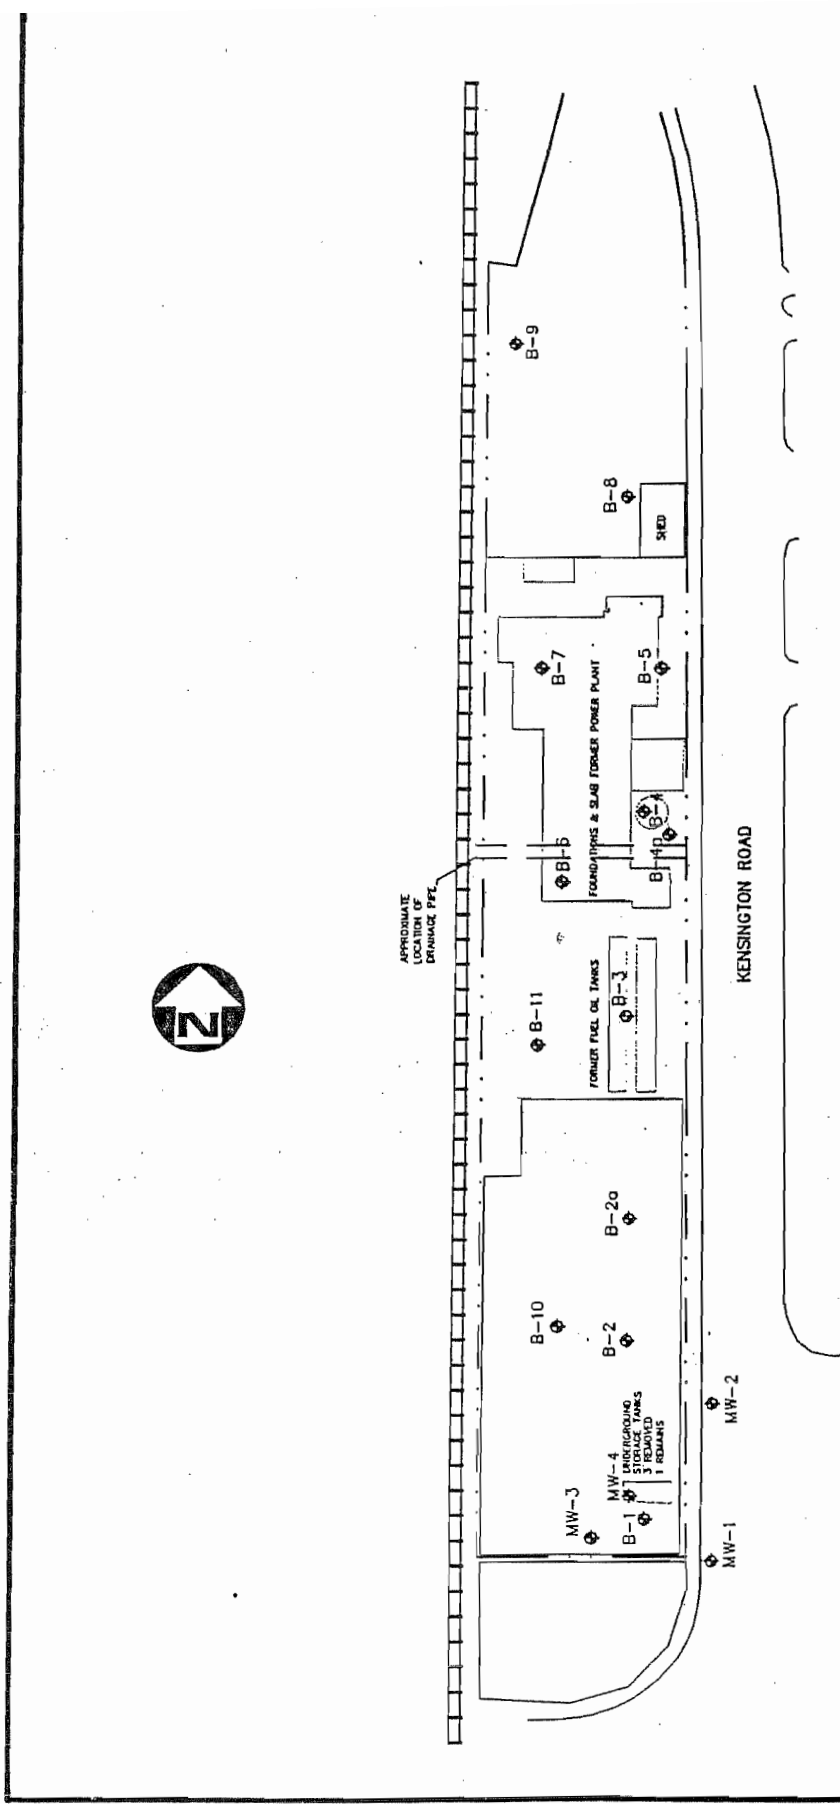 B-9
B-8
SHED
B-7
B-5
FOUNDATIONS & SLAB FORMER POWER PLANT
B-4
B-4a
B-6
APPROXIMATE
LOCATION OF
DRAINAGE PIPE
KENSINGTON ROAD
N
B-11
FORMER FUEL OIL TANKS
B-3
B-2a
B-10
B-2
MW-2
MW-4
UNDERGROUND
STORAGE TANKS
3 REMOVED
1 REMAINS
MW-3
B-1
MW-1